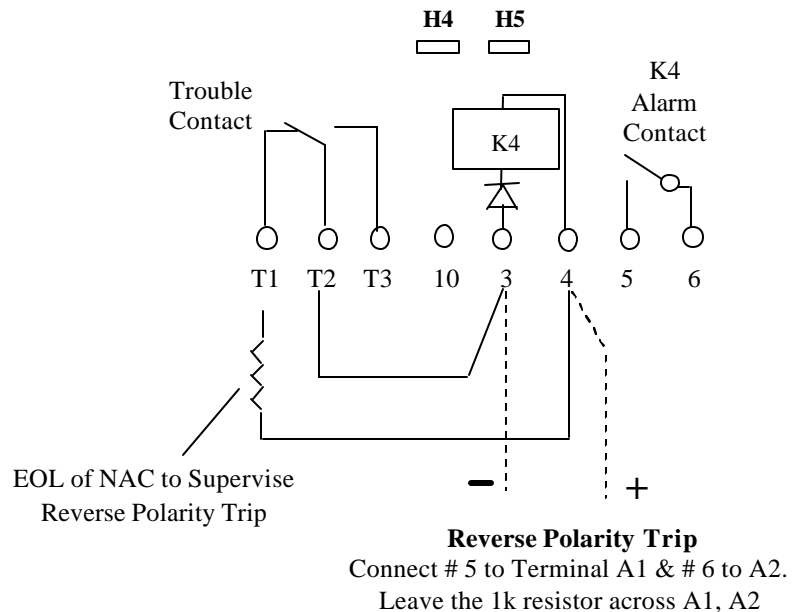 H4 H5
Trouble
Contact
K4
Alarm
Contact
K4
T1 T2 T3 10 3 4 5 6
EOL of NAC to Supervise
Reverse Polarity Trip
- +
Reverse Polarity Trip
Connect # 5 to Terminal A1 & # 6 to A2.
Leave the 1k resistor across A1, A2